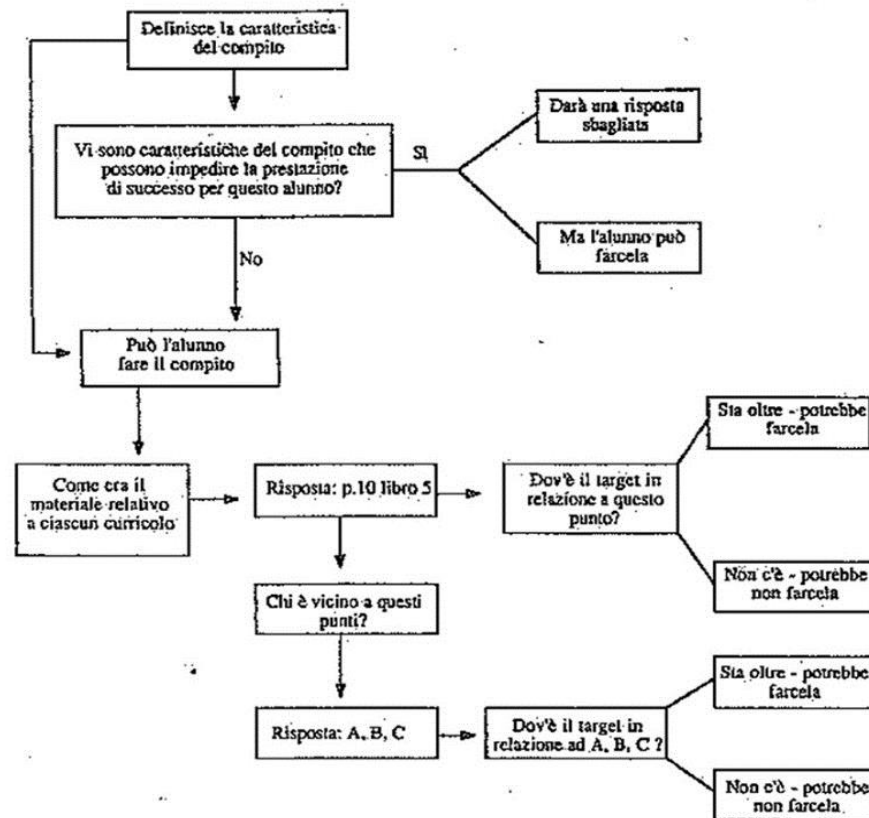 Definisce la caratteristica
del compito
Vi sono caratteristiche del compito che
possono impedire la prestazione
di successo per questo alunno?
Sì
Darà una risposta
sbagliata
Ma l'alunno può
farcela
No
Può l'alunno
fare il compito
Come era il
materiale relativo
a ciascun curricolo
Risposta: p.10 libro 5
Dov'è il target in
relazione a questo
punto?
Sta oltre - potrebbe
farcela
Non c'è - potrebbe
non farcela
Chi è vicino a questi
punti?
Risposta: A, B, C
Dov'è il target in
relazione ad A, B, C ?
Sta oltre - potrebbe
farcela
Non c'è - potrebbe
non farcela